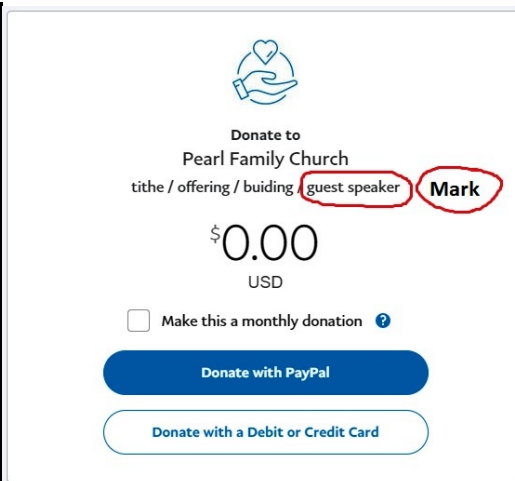 Donate to
Pearl Family Church
tithe / offering / buiding / guest speaker Mark
$0.00
USD
Make this a monthly donation ?
Donate with PayPal
Donate with a Debit or Credit Card